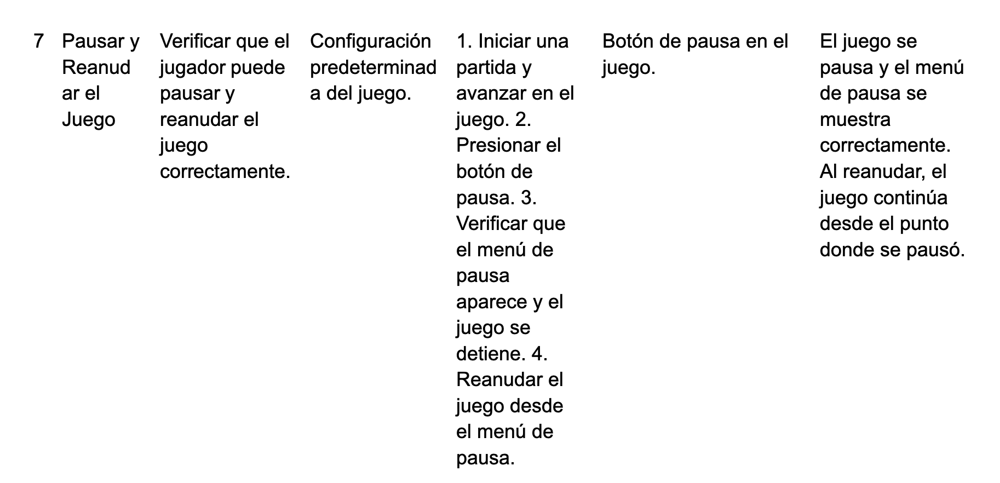 7
Pausar y
Reanud
ar el
Juego
Verificar que el
jugador puede
pausar y
reanudar el
juego
correctamente.
Configuración
predeterminad
a del juego.
1. Iniciar una
partida y
avanzar en el
juego. 2.
Presionar el
botón de
pausa. 3.
Verificar que
el menú de
pausa
aparece y el
juego se
detiene. 4.
Reanudar el
juego desde
el menú de
pausa.
Botón de pausa en el
juego.
El juego se
pausa y el menú
de pausa se
muestra
correctamente.
Al reanudar, el
juego continúa
desde el punto
donde se pausó.